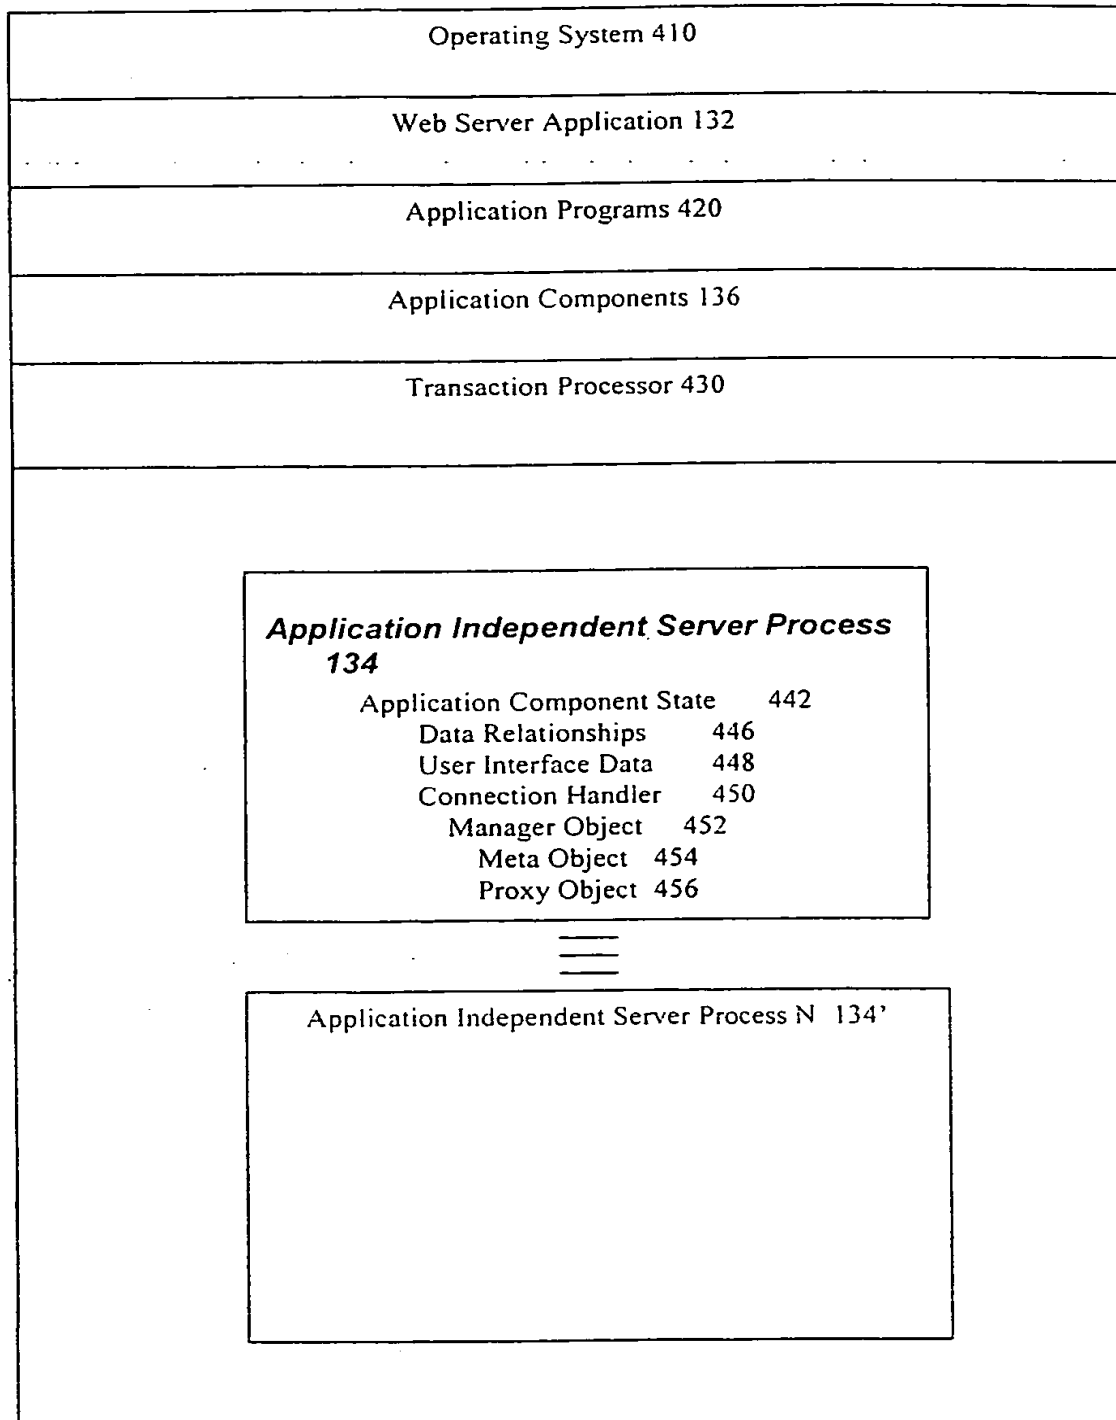 Operating System 410
Web Server Application 132
Application Programs 420
Application Components 136
Transaction Processor 430
Application Independent Server Process
134
Application Component State 442
Data Relationships 446
User Interface Data 448
Connection Handler 450
Manager Object 452
Meta Object 454
Proxy Object 456
Application Independent Server Process N 134’